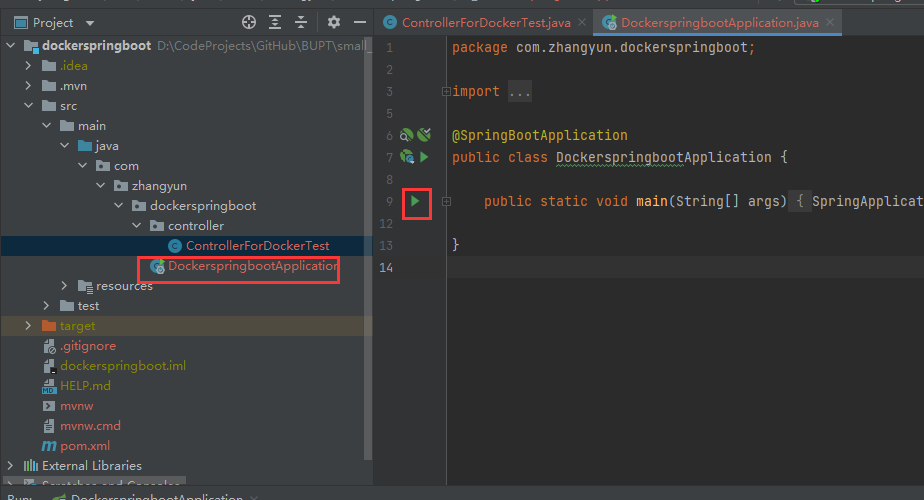 Project
dockerspringboot D:\CodeProjects\GitHub\BUPT\small_
.idea
.mvn
src
main
java
com
zhangyun
dockerspringboot
controller
ControllerForDockerTest
DockerspringbootApplication
resources
test
target
.gitignore
dockerspringboot.iml
HELP.md
mvnw
mvnw.cmd
pom.xml
External Libraries
Scratches and Consoles
Run: DockerspringbootApplication
ControllerForDockerTest.java DockerspringbootApplication.java
1 package com.zhangyun.dockerspringboot;
2
3 import ...
5
6 @SpringBootApplication
7 public class DockerspringbootApplication {
8
9 public static void main(String[] args) { SpringApplicat
12
13 }
14